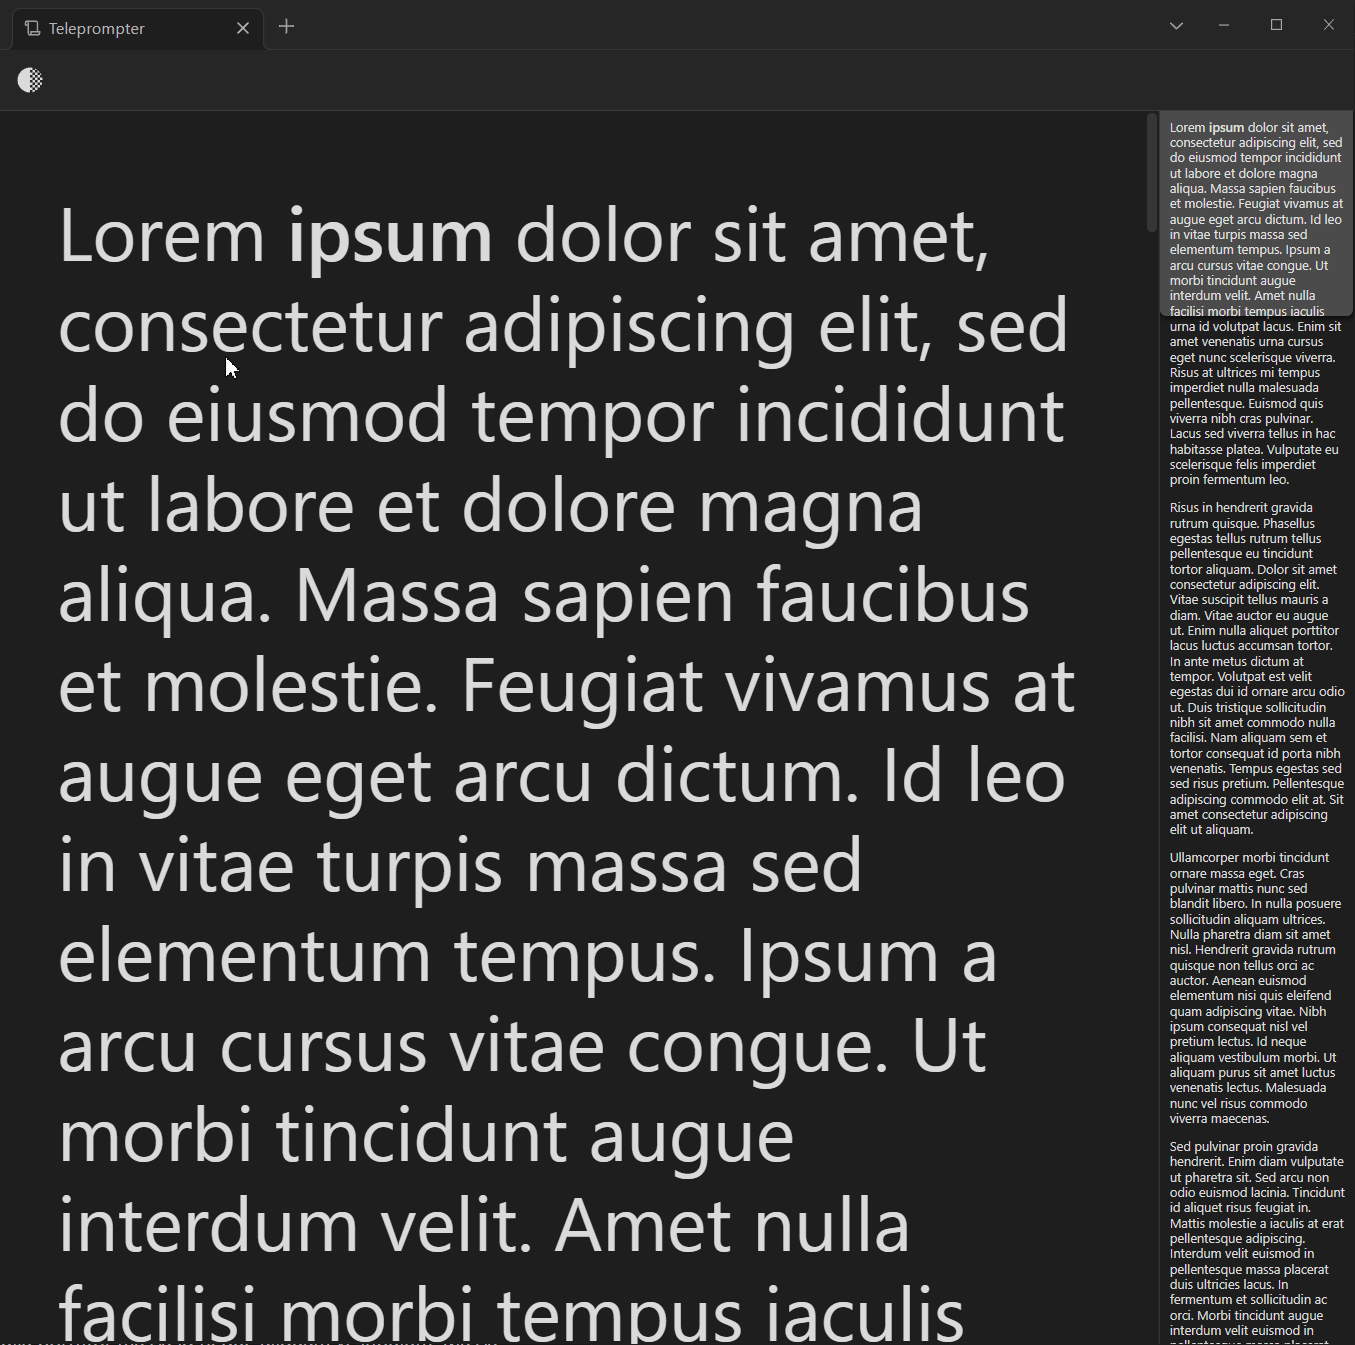 Teleprompter
Lorem ipsum dolor sit amet,
consectetur adipiscing elit, sed
do eiusmod tempor incididunt
ut labore et dolore magna
aliqua. Massa sapien faucibus
et molestie. Feugiat vivamus at
augue eget arcu dictum. Id leo
in vitae turpis massa sed
elementum tempus. Ipsum a
arcu cursus vitae congue. Ut
morbi tincidunt augue
interdum velit. Amet nulla
facilisi morbi tempus iaculis
Lorem ipsum dolor sit amet,
consectetur adipiscing elit, sed
do eiusmod tempor incididunt
ut labore et dolore magna
aliqua. Massa sapien faucibus
et molestie. Feugiat vivamus at
augue eget arcu dictum. Id leo
in vitae turpis massa sed
elementum tempus. Ipsum a
arcu cursus vitae congue. Ut
morbi tincidunt augue
interdum velit. Amet nulla
facilisi morbi tempus iaculis
urna id volutpat lacus. Enim sit
amet venenatis urna cursus
eget nunc scelerisque viverra.
Risus at ultrices mi tempus
imperdiet nulla malesuada
pellentesque. Euismod quis
viverra nibh cras pulvinar.
Lacus sed viverra tellus in hac
habitasse platea. Vulputate eu
scelerisque felis imperdiet
proin fermentum leo.
Risus in hendrerit gravida
rutrum quisque. Phasellus
egestas tellus rutrum tellus
pellentesque eu tincidunt
tortor aliquam. Dolor sit amet
consectetur adipiscing elit.
Vitae suscipit tellus mauris a
diam. Vitae auctor eu augue
ut. Enim nulla aliquet porttitor
lacus luctus accumsan tortor.
In ante metus dictum at
tempor. Volutpat est velit
egestas dui id ornare arcu odio
ut. Duis tristique sollicitudin
nibh sit amet commodo nulla
facilisi. Nam aliquam sem et
tortor consequat id porta nibh
venenatis. Tempus egestas sed
sed risus pretium. Pellentesque
adipiscing commodo elit at. Sit
amet consectetur adipiscing
elit ut aliquam.
Ullamcorper morbi tincidunt
ornare massa eget. Cras
pulvinar mattis nunc sed
blandit libero. In nulla posuere
sollicitudin aliquam ultrices.
Nulla pharetra diam sit amet
nisl. Hendrerit gravida rutrum
quisque non tellus orci ac
auctor. Aenean euismod
elementum nisi quis eleifend
quam adipiscing vitae. Nibh
ipsum consequat nisl vel
pretium lectus. Id neque
aliquam vestibulum morbi. Ut
aliquam purus sit amet luctus
venenatis lectus. Malesuada
nunc vel risus commodo
viverra maecenas.
Sed pulvinar proin gravida
hendrerit. Enim diam vulputate
ut pharetra sit. Sed arcu non
odio euismod lacinia. Tincidunt
id aliquet risus feugiat in.
Mattis molestie a iaculis at erat
pellentesque adipiscing.
Interdum velit euismod in
pellentesque massa placerat
duis ultricies lacus. In
fermentum et sollicitudin ac
orci. Morbi tincidunt augue
interdum velit euismod in